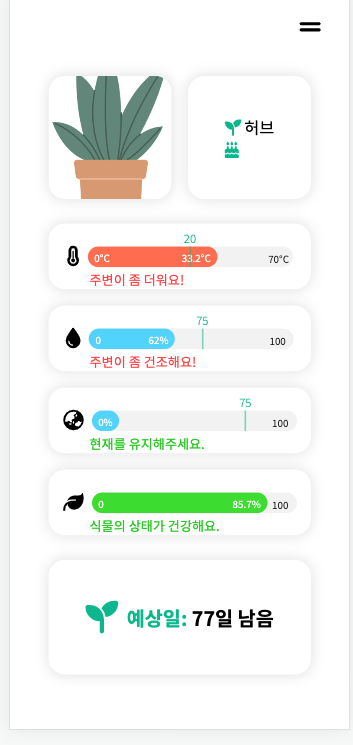 허브
20
0°C 33.2°C 70°C
주변이 좀 더워요!
75
0 62% 100
주변이 좀 건조해요!
75
0% 100
현재를 유지해주세요.
0 85.7% 100
식물의 상태가 건강해요.
예상일: 77일 남음